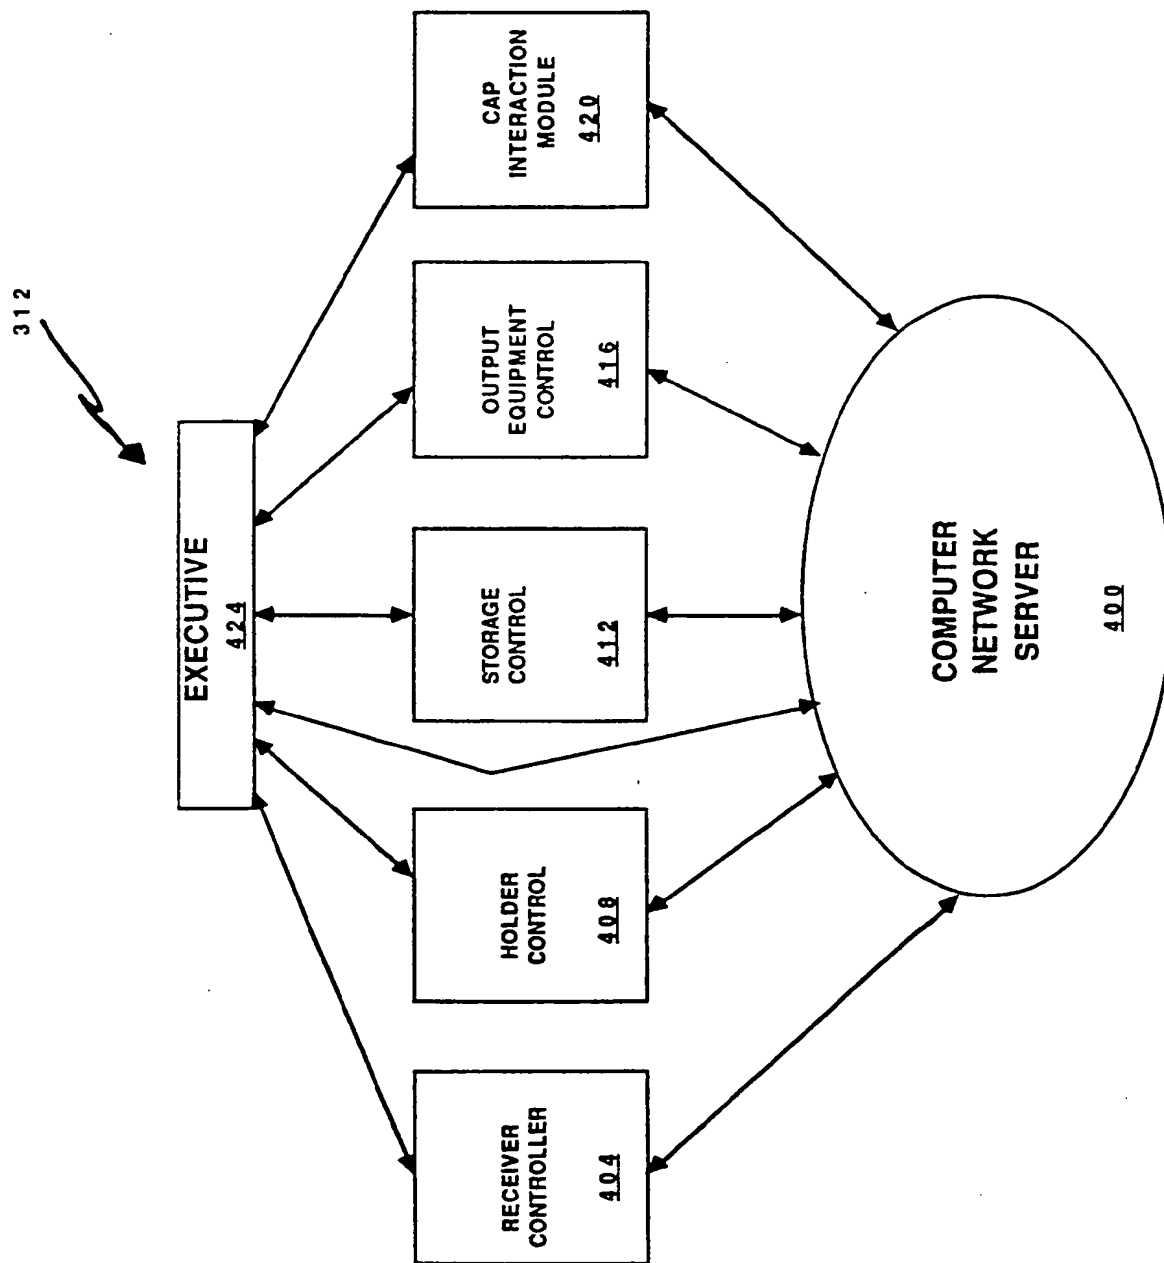 312
EXECUTIVE
424
RECEIVER
CONTROLLER
404
HOLDER
CONTROL
408
STORAGE
CONTROL
412
OUTPUT
EQUIPMENT
CONTROL
416
CAP
INTERACTION
MODULE
420
COMPUTER
NETWORK
SERVER
400